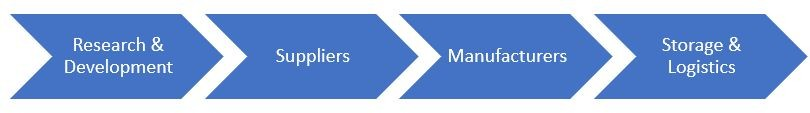 Research &
Development
Suppliers
Manufacturers
Storage &
Logistics